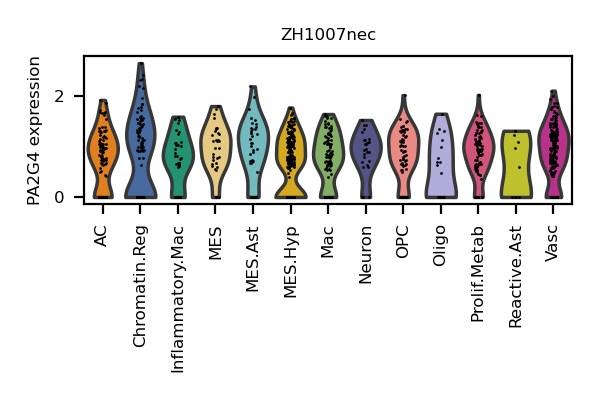 ZH1007nec
PA2G4 expression
2
0
AC
Chromatin.Reg
Inflammatory.Mac
MES
MES.Ast
MES.Hyp
Mac
Neuron
OPC
Oligo
Prolif.Metab
Reactive.Ast
Vasc